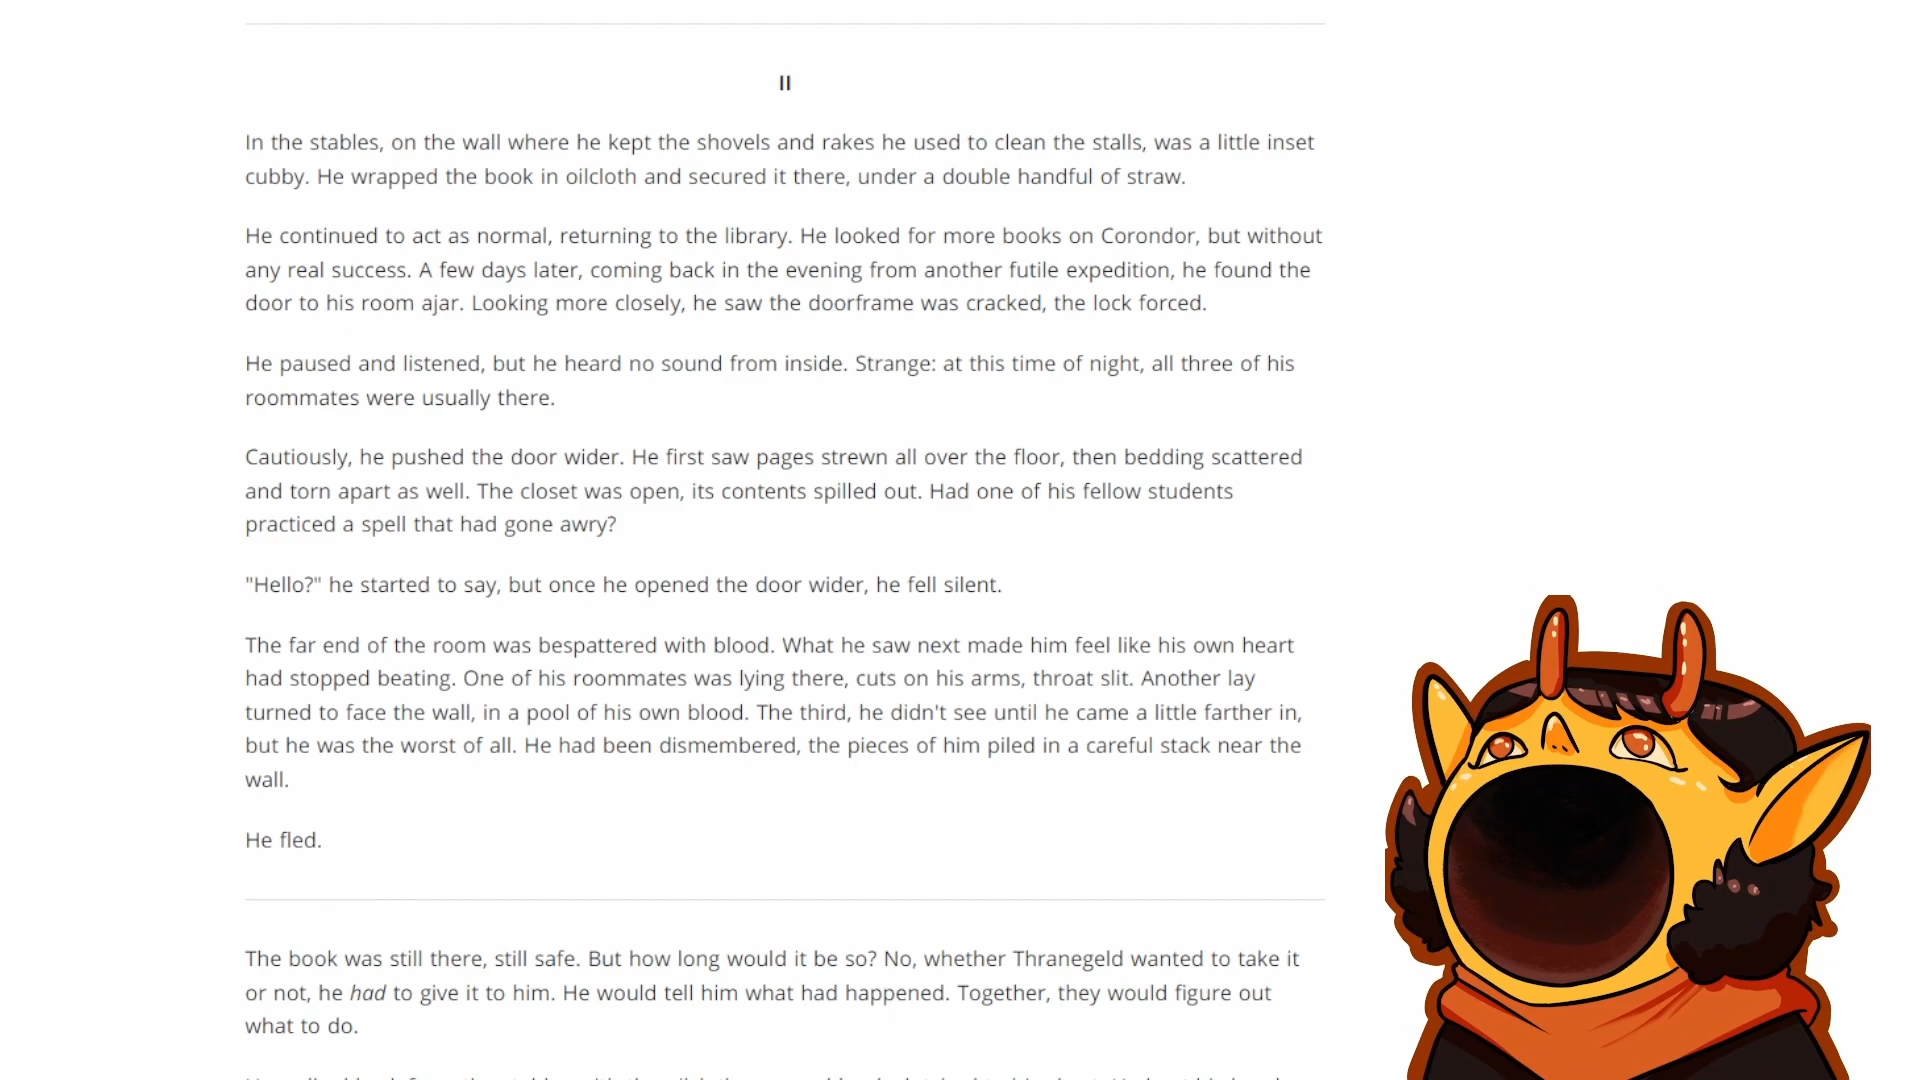 II
In the stables, on the wall where he kept the shovels and rakes he used to clean the stalls, was a little inset
cubby. He wrapped the book in oilcloth and secured it there, under a double handful of straw.
He continued to act as normal, returning to the library. He looked for more books on Corondor, but without
any real success. A few days later, coming back in the evening from another futile expedition, he found the
door to his room ajar. Looking more closely, he saw the doorframe was cracked, the lock forced.
He paused and listened, but he heard no sound from inside. Strange: at this time of night, all three of his
roommates were usually there.
Cautiously, he pushed the door wider. He first saw pages strewn all over the floor, then bedding scattered
and torn apart as well. The closet was open, its contents spilled out. Had one of his fellow students
practiced a spell that had gone awry?
"Hello?" he started to say, but once he opened the door wider, he fell silent.
The far end of the room was bespattered with blood. What he saw next made him feel like his own heart
had stopped beating. One of his roommates was lying there, cuts on his arms, throat slit. Another lay
turned to face the wall, in a pool of his own blood. The third, he didn't see until he came a little farther in,
but he was the worst of all. He had been dismembered, the pieces of him piled in a careful stack near the
wall.
He fled.
The book was still there, still safe. But how long would it be so? No, whether Thranegeld wanted to take it
or not, he had to give it to him. He would tell him what had happened. Together, they would figure out
what to do.